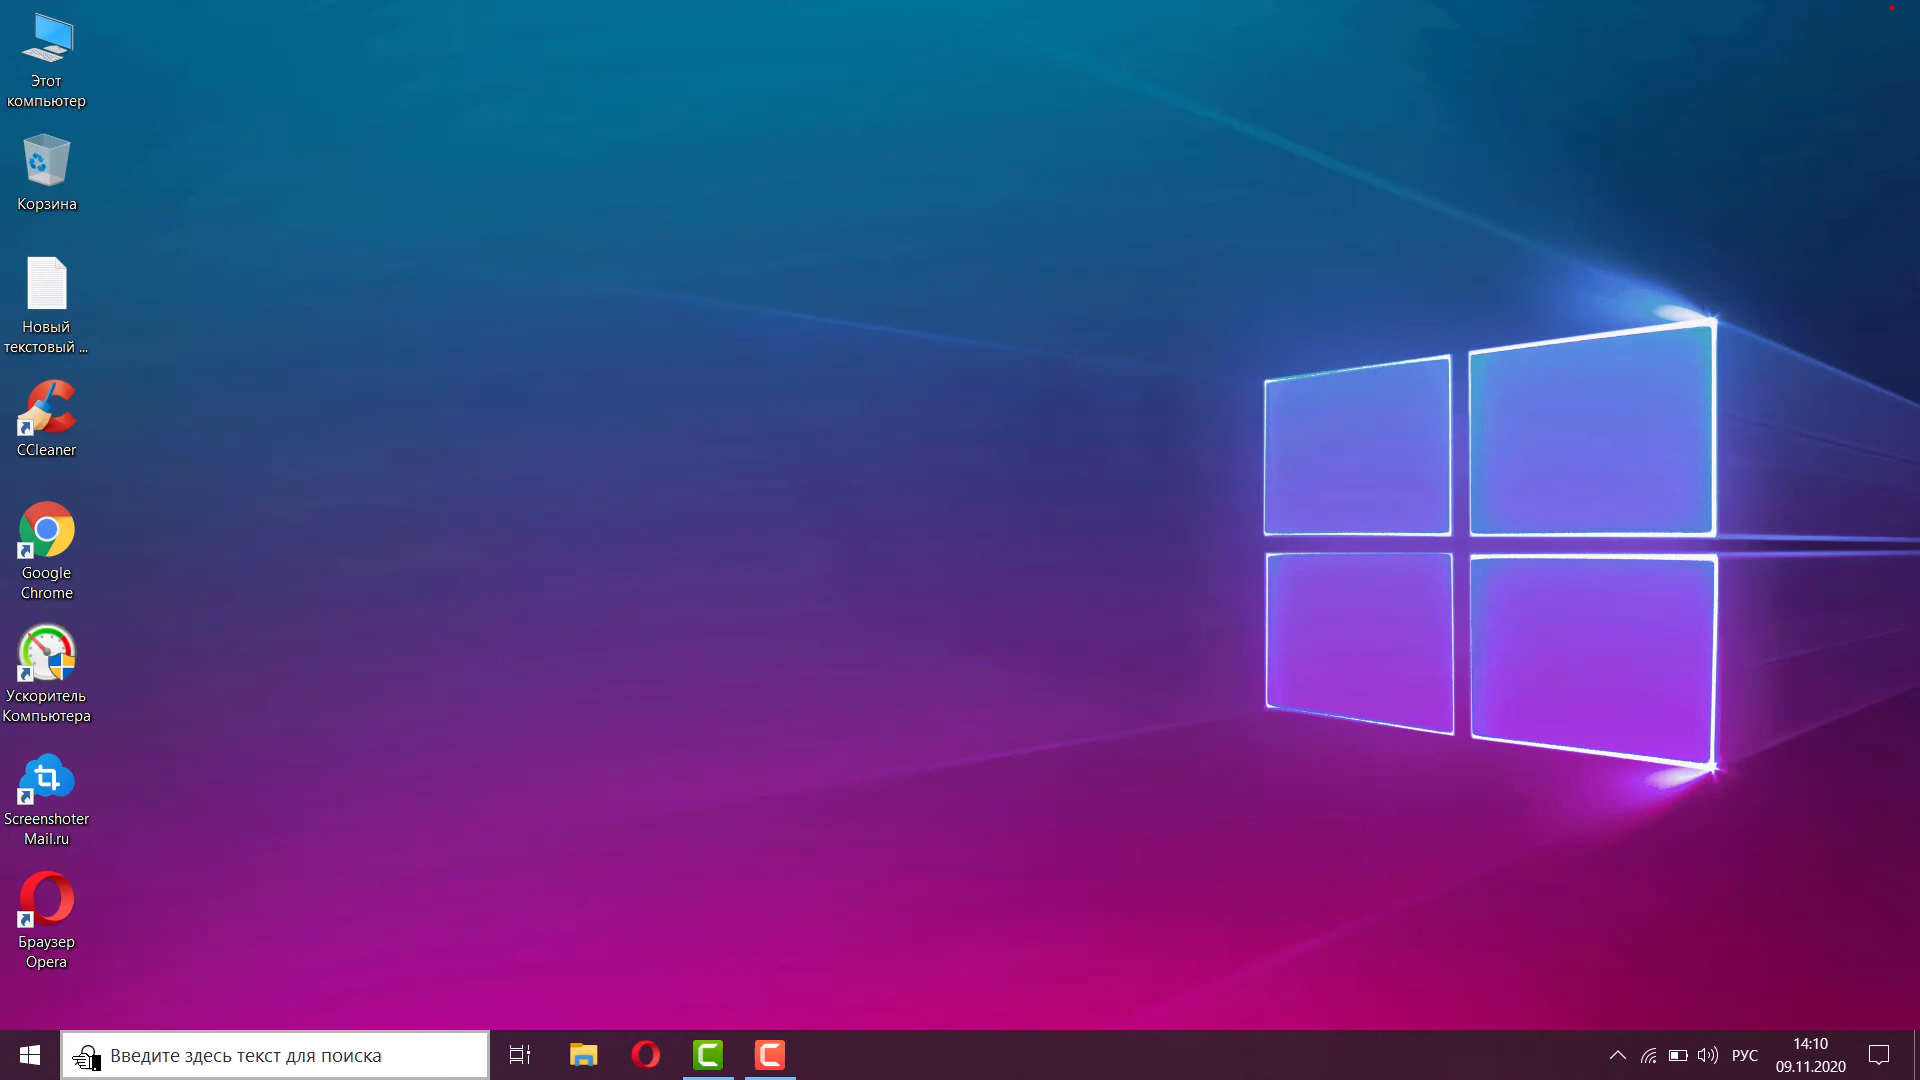 Этот
компьютер
Корзина
Новый
текстовый ...
CCleaner
Google
Chrome
Ускоритель
Компьютера
Screenshoter
Mail.ru
Браузер
Opera
Введите здесь текст для поиска
РУС
14:10
09.11.2020